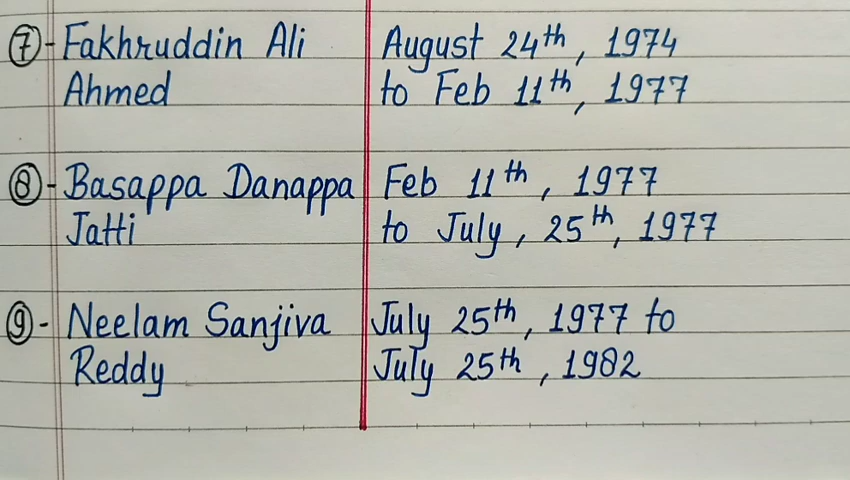 ⑦- Fakhruddin Ali August 24th, 1974
Ahmed to Feb 11th, 1977
⑧- Basappa Danappa Feb 11th, 1977
Jatti to July, 25th, 1977
⑨- Neelam Sanjiva July 25th, 1977 to
Reddy July 25th, 1982